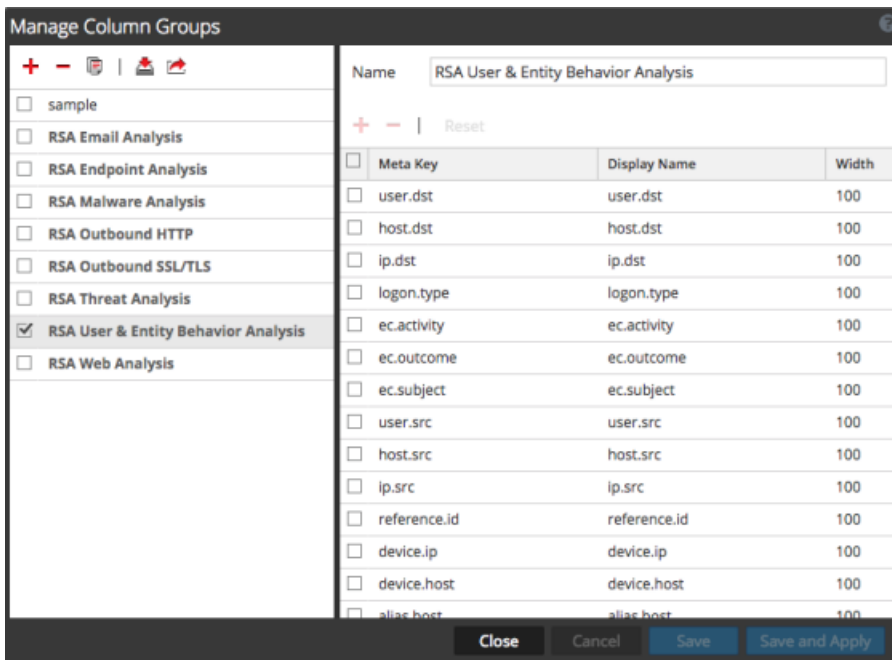 Manage Column Groups
sample
RSA Email Analysis
RSA Endpoint Analysis
RSA Malware Analysis
RSA Outbound HTTP
RSA Outbound SSL/TLS
RSA Threat Analysis
RSA User & Entity Behavior Analysis
RSA Web Analysis
Name RSA User & Entity Behavior Analysis
Reset
Meta Key Display Name Width
user.dst user.dst 100
host.dst host.dst 100
ip.dst ip.dst 100
logon.type logon.type 100
ec.activity ec.activity 100
ec.outcome ec.outcome 100
ec.subject ec.subject 100
user.src user.src 100
host.src host.src 100
ip.src ip.src 100
reference.id reference.id 100
device.ip device.ip 100
device.host device.host 100
alias.host alias.host 100
Close Cancel Save Save and Apply